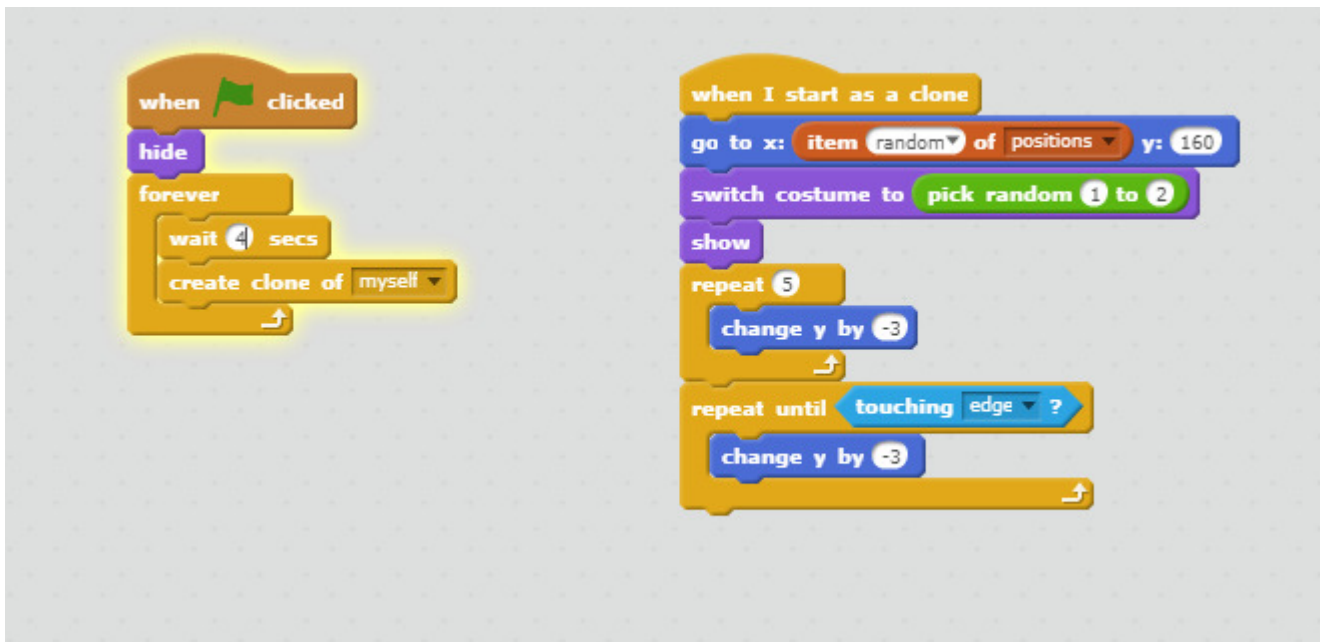 when clicked
hide
forever
wait 4 secs
create clone of myself
when I start as a clone
go to x: item random of positions y: 160
switch costume to pick random 1 to 2
show
repeat 5
change y by -3
repeat until touching edge ?
change y by -3